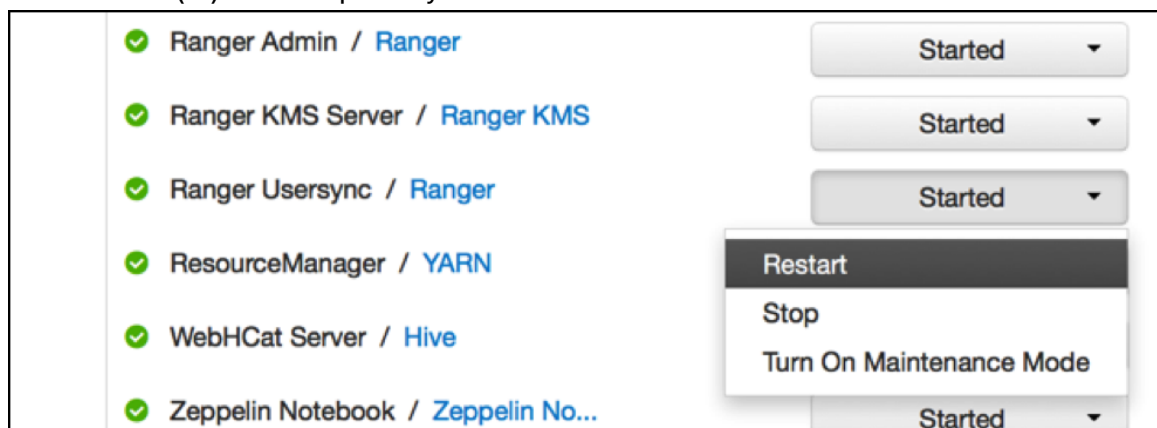 Ranger Admin / Ranger Started
Ranger KMS Server / Ranger KMS Started
Ranger Usersync / Ranger Started
ResourceManager / YARN Restart
Stop
WebHCat Server / Hive
Turn On Maintenance Mode
Zeppelin Notebook / Zeppelin No... Started